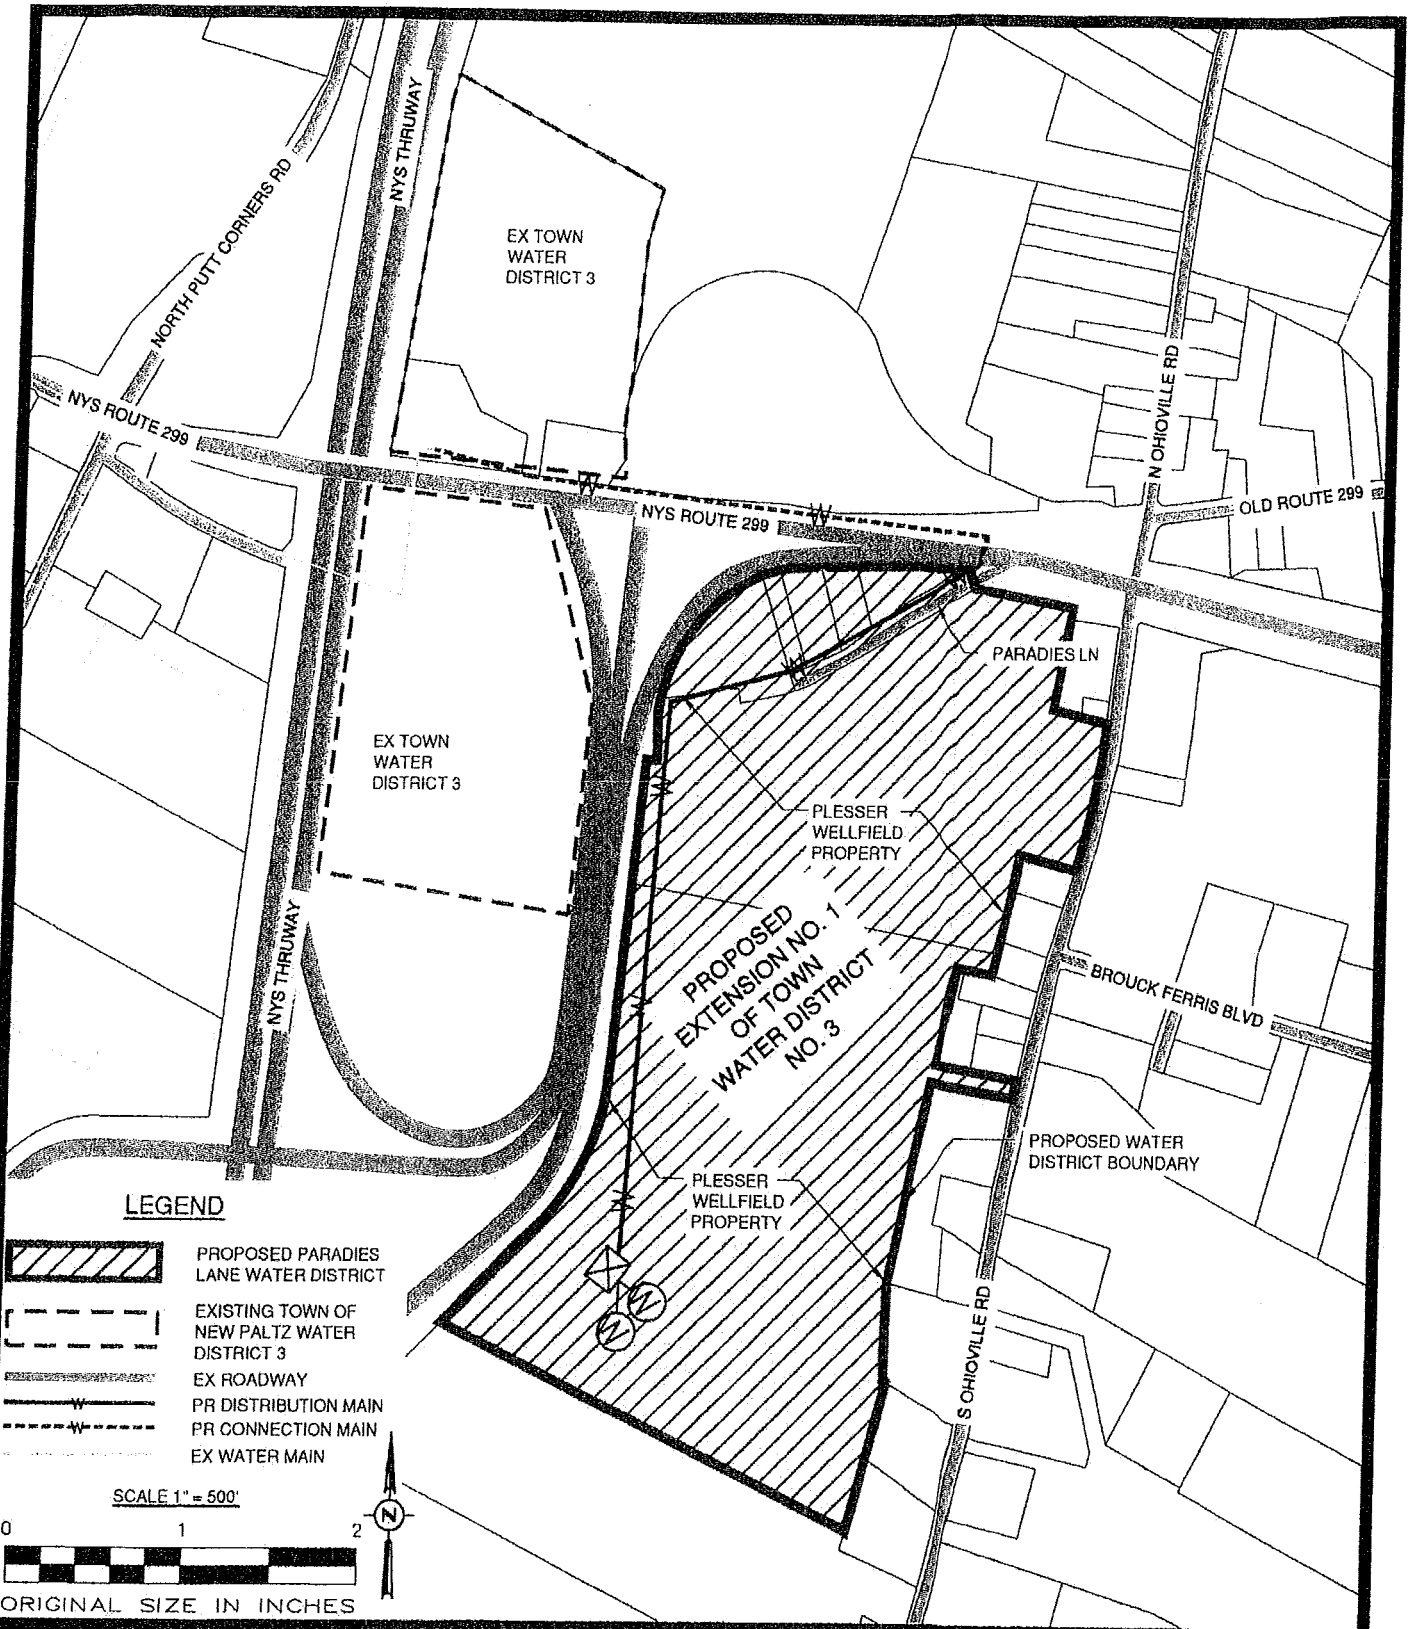 NYS THRUWAY
NORTH PUTT CORNERS RD
EX TOWN
WATER
DISTRICT 3
N OHIOVILLE RD
NYS ROUTE 299
OLD ROUTE 299
W
W
NYS ROUTE 299
PARADIES LN
W
EX TOWN
WATER
DISTRICT 3
W
PLESSER
WELLFIELD
PROPERTY
PROPOSED
EXTENSION NO. 1
OF TOWN
WATER DISTRICT
NO. 3
NYS THRUWAY
W
BROUCK FERRIS BLVD
PROPOSED WATER
DISTRICT BOUNDARY
PLESSER
WELLFIELD
PROPERTY
W
W
W
S OHIOVILLE RD
LEGEND
PROPOSED PARADIES
LANE WATER DISTRICT
EXISTING TOWN OF
NEW PALTZ WATER
DISTRICT 3
EX ROADWAY
W
PR DISTRIBUTION MAIN
W
PR CONNECTION MAIN
EX WATER MAIN
SCALE 1" = 500'
0 1 2
N
ORIGINAL SIZE IN INCHES